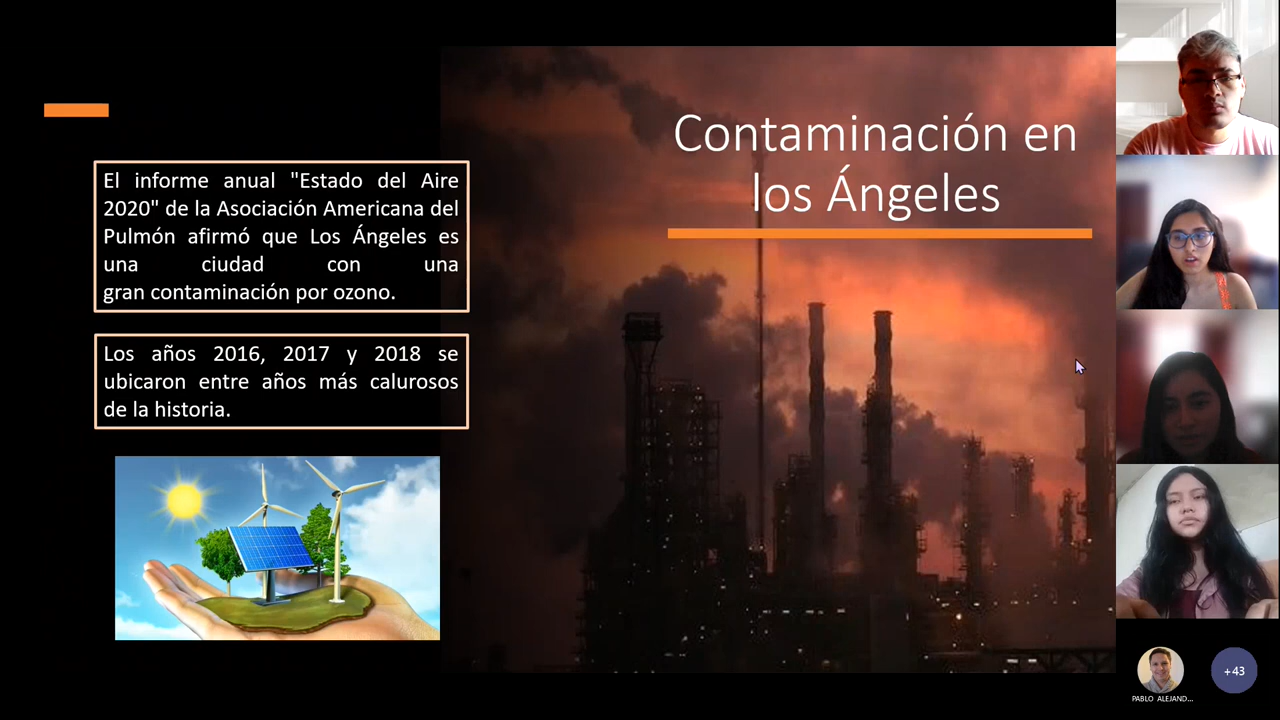 Contaminación en
los Ángeles
El informe anual "Estado del Aire
2020" de la Asociación Americana del
Pulmón afirmó que Los Ángeles es
una ciudad con una
gran contaminación por ozono.
Los años 2016, 2017 y 2018 se
ubicaron entre años más calurosos
de la historia.
PABLO ALEJAND...
+43